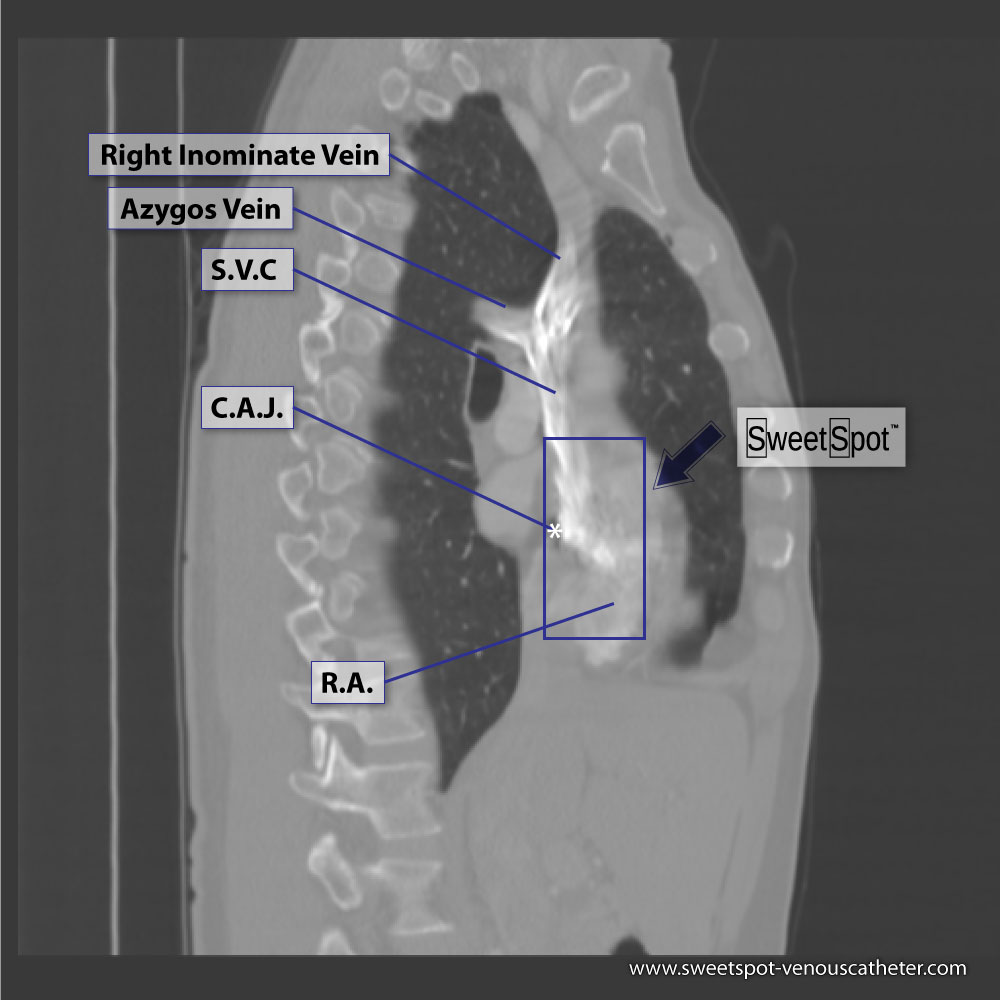 Right Inominate Vein
Azygos Vein
S.V.C
C.A.J.
SweetSpot™
*
R.A.
www.sweetspot-venouscatheter.com